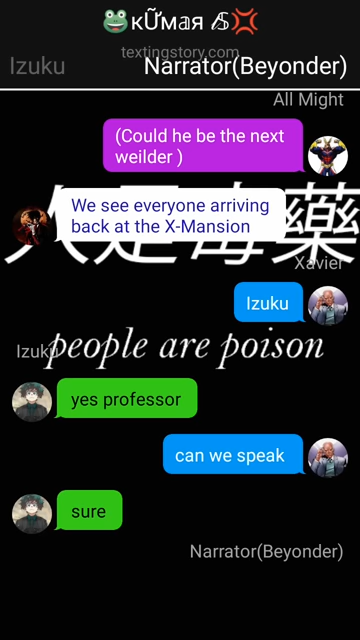 🐸ĸŨ𝕄𝕒я 𝓐𝕊💢
textingstory.com
Izuku Narrator(Beyonder)
All Might
(Could he be the next
weilder )
We see everyone arriving
back at the X-Mansion
人是毒藥
Xavier
Izuku
people are poison
Izuku
yes professor
can we speak
sure
Narrator(Beyonder)